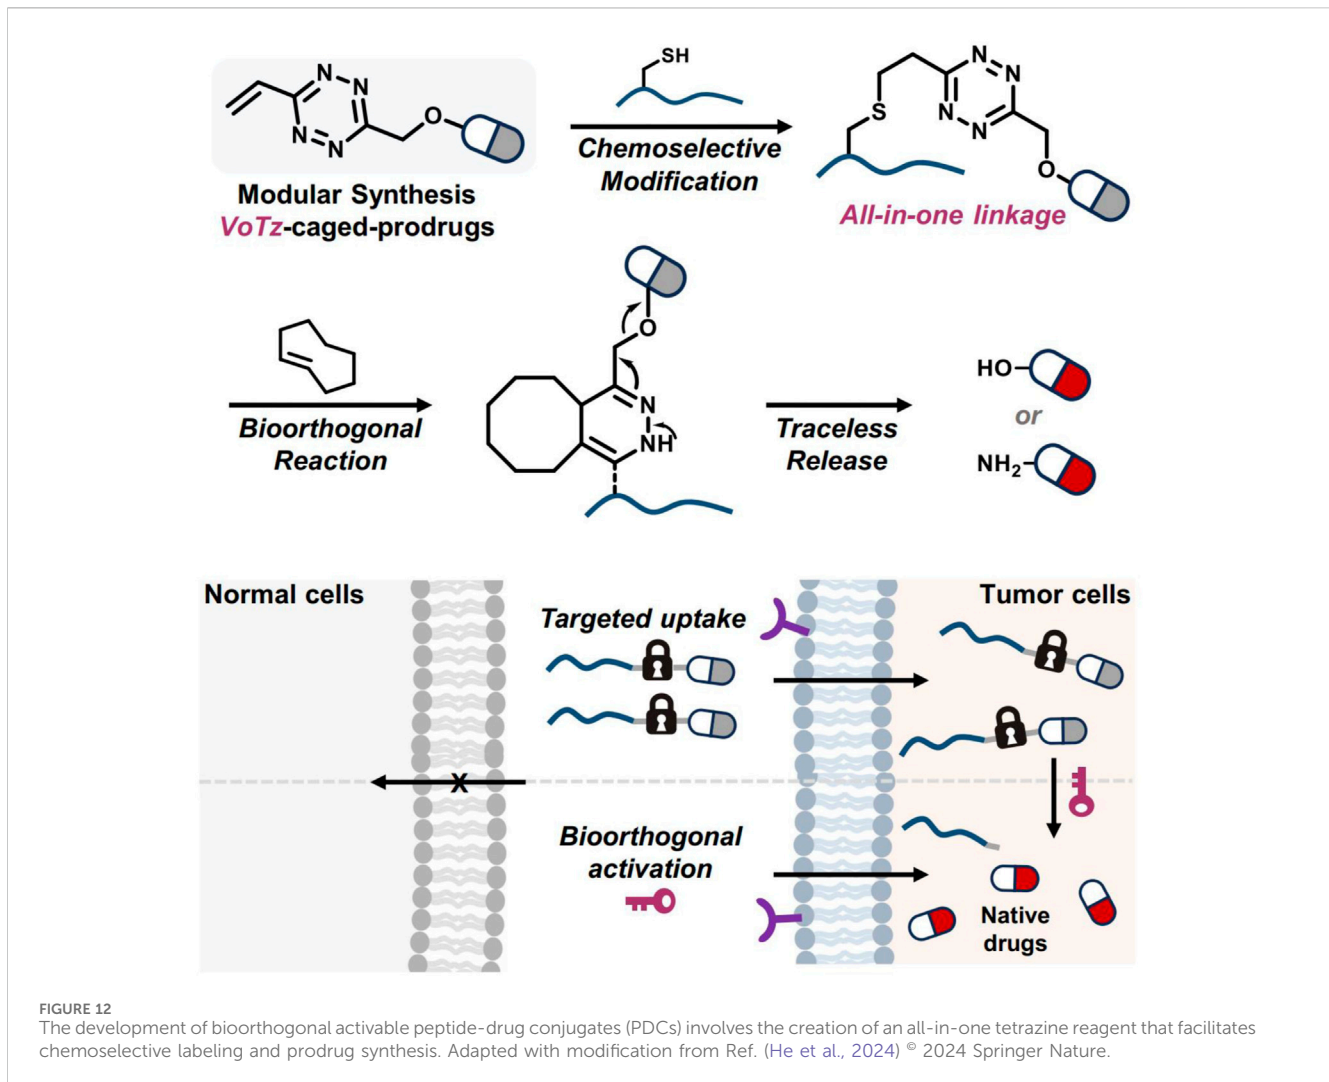 SH
N
N
N
N
O
Chemoselective
Modification
N
N
N
N
S
O
Modular Synthesis
VoTz-caged-prodrugs
All-in-one linkage
O
N
NH
Bioorthogonal
Reaction
Traceless
Release
HO
or
NH2
Normal cells
Targeted uptake
Tumor cells
X
Bioorthogonal
activation
Native
drugs
FIGURE 12
The development of bioorthogonal activable peptide-drug conjugates (PDCs) involves the creation of an all-in-one tetrazine reagent that facilitates
chemoselective labeling and prodrug synthesis. Adapted with modification from Ref. (He et al., 2024) © 2024 Springer Nature.